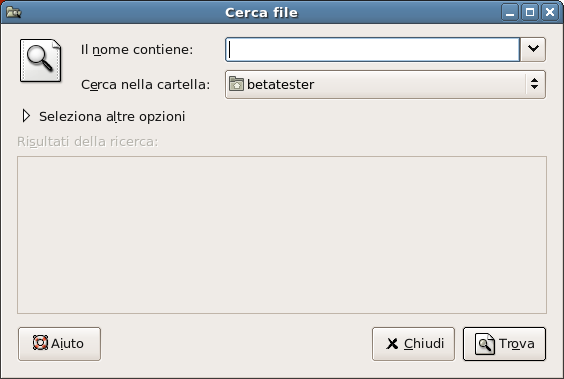 Cerca file
Il nome contiene:
Cerca nella cartella: betatester
Seleziona altre opzioni
Risultati della ricerca:
Aiuto Chiudi Trova